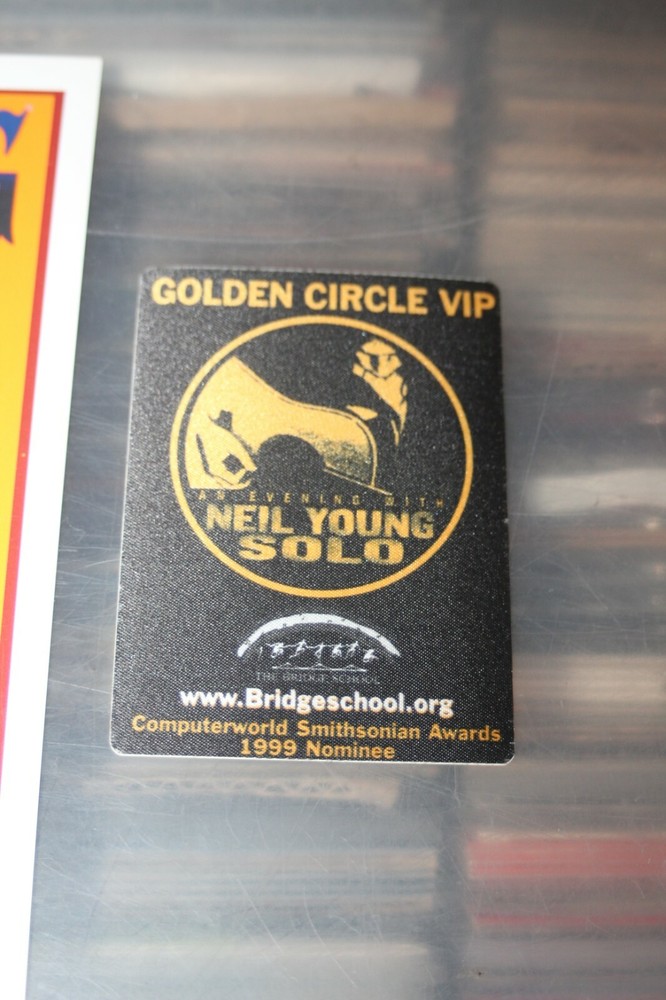 GOLDEN CIRCLE VIP
AN EVENING WITH
NEIL YOUNG
SOLO
THE BRIDGE SCHOOL
www.Bridgeschool.org
Computerworld Smithsonian Awards
1999 Nominee